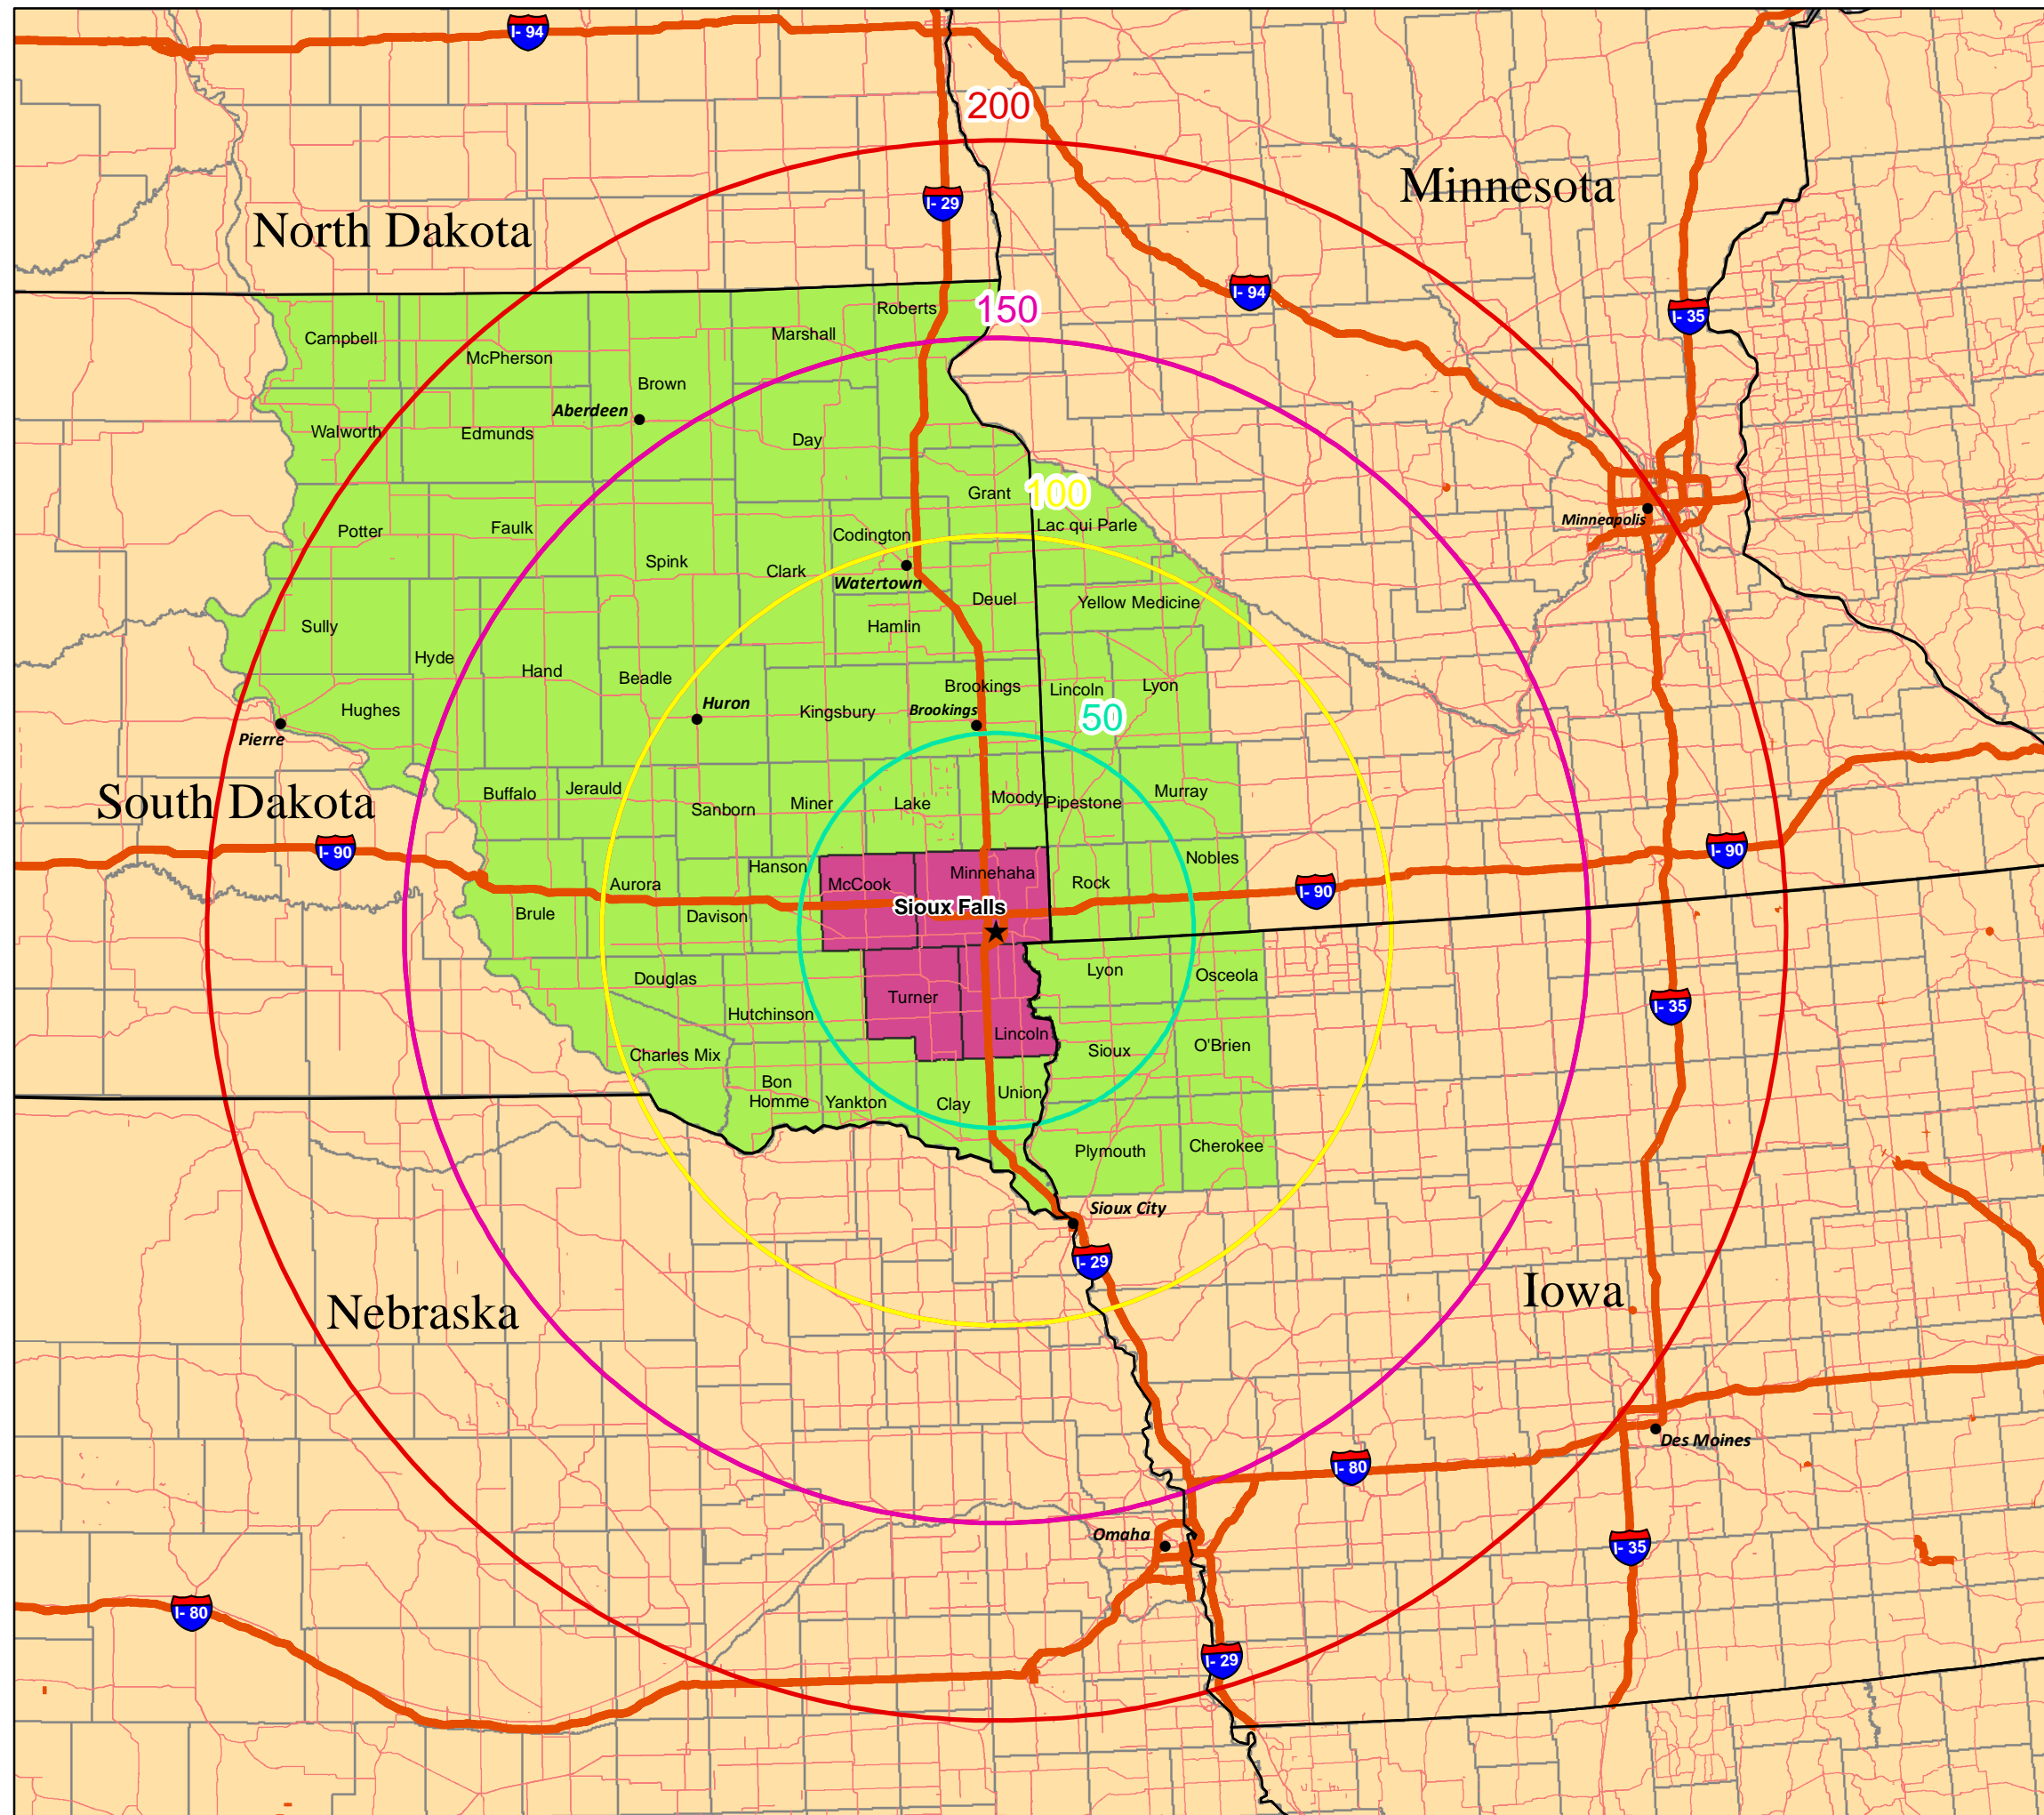 I- 94
200
I- 29
Minnesota
North Dakota
I- 94
150
I- 35
Roberts
Campbell
Marshall
McPherson
Brown
Aberdeen
Walworth
Edmunds
Day
Grant
100
Lac qui Parle
Minneapolis
Potter
Faulk
Codington
Spink
Clark
Watertown
Deuel
Yellow Medicine
Sully
Hamlin
Hyde
Hand
Beadle
Brookings
Lincoln
Lyon
Hughes
Huron
Kingsbury
Brookings
50
Pierre
South Dakota
Buffalo
Jerauld
Sanborn
Miner
Lake
Moody
Pipestone
Murray
I- 90
I- 90
Hanson
Minnehaha
Nobles
Aurora
McCook
Rock
I- 90
Brule
Davison
Sioux Falls
Douglas
Lyon
Osceola
Turner
I- 35
Hutchinson
Lincoln
Charles Mix
Sioux
O'Brien
Bon
Homme
Yankton
Clay
Union
Plymouth
Cherokee
Sioux City
I- 29
Nebraska
Iowa
Des Moines
I- 80
Omaha
I- 35
I- 80
I- 29